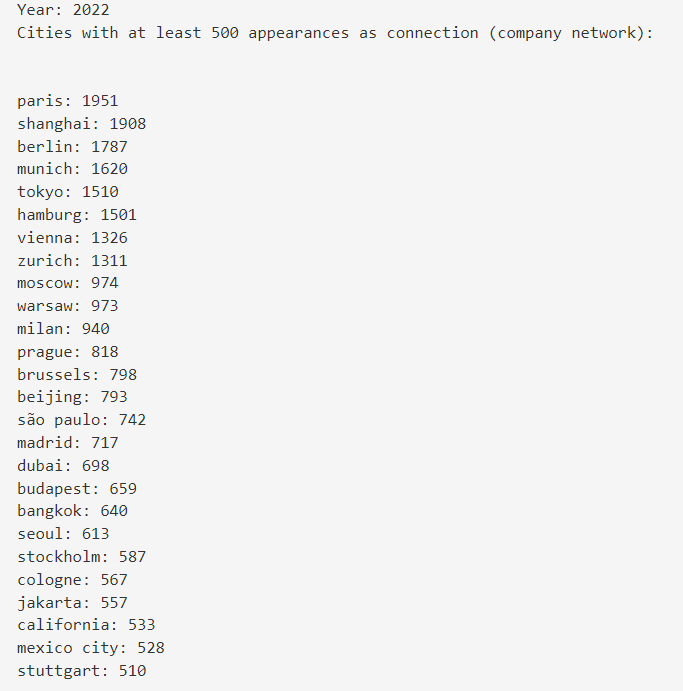 Year: 2022
Cities with at least 500 appearances as connection (company network):
paris: 1951
shanghai: 1908
berlin: 1787
munich: 1620
tokyo: 1510
hamburg: 1501
vienna: 1326
zurich: 1311
moscow: 974
warsaw: 973
milan: 940
prague: 818
brussels: 798
beijing: 793
são paulo: 742
madrid: 717
dubai: 698
budapest: 659
bangkok: 640
seoul: 613
stockholm: 587
cologne: 567
jakarta: 557
california: 533
mexico city: 528
stuttgart: 510